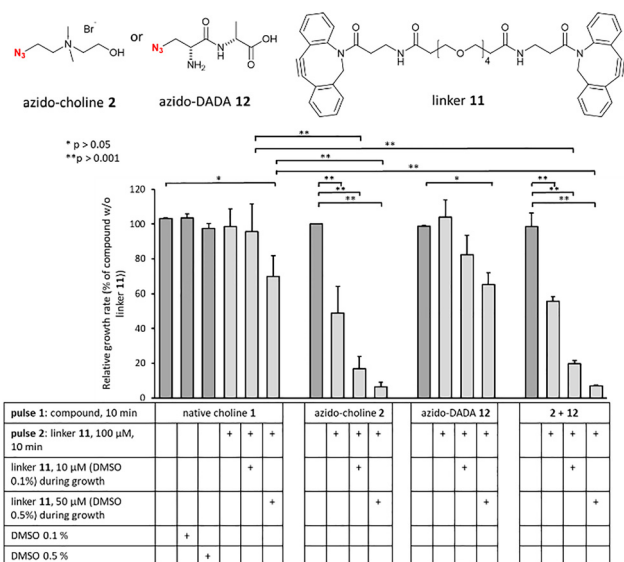 Br-
or
N3
N
OH
N3
O
N
H
OH
NH2
O
O
N
N
H
O
O
4
O
N
H
O
N
azido-choline 2
azido-DADA 12
linker 11
* p > 0.05
**p > 0.001
**
**
**
**
*
**
**
**
*
**
**
**
Relative growth rate (% of compound w/o
linker 11))
120
100
80
60
40
20
0
pulse 1: compound, 10 min
native choline 1
azido-choline 2
azido-DADA 12
2 + 12
pulse 2: linker 11, 100 µM,
10 min
+ + + + + + + + + + + +
linker 11, 10 µM (DMSO
0.1%) during growth
+ + + +
linker 11, 50 µM (DMSO
0.5%) during growth
+ + + +
DMSO 0.1 %
+
DMSO 0.5 %
+